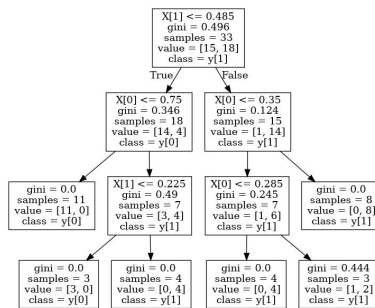 X[1] <= 0.485
gini = 0.496
samples = 33
value = [15, 18]
class = y[1]
True
False
X[0] <= 0.75
gini = 0.346
samples = 18
value = [14, 4]
class = y[0]
X[0] <= 0.35
gini = 0.124
samples = 15
value = [1, 14]
class = y[1]
gini = 0.0
samples = 11
value = [11, 0]
class = y[0]
X[1] <= 0.225
gini = 0.49
samples = 7
value = [3, 4]
class = y[1]
X[0] <= 0.285
gini = 0.245
samples = 7
value = [1, 6]
class = y[1]
gini = 0.0
samples = 8
value = [0, 8]
class = y[1]
gini = 0.0
samples = 3
value = [3, 0]
class = y[0]
gini = 0.0
samples = 4
value = [0, 4]
class = y[1]
gini = 0.0
samples = 4
value = [0, 4]
class = y[1]
gini = 0.444
samples = 3
value = [1, 2]
class = y[1]